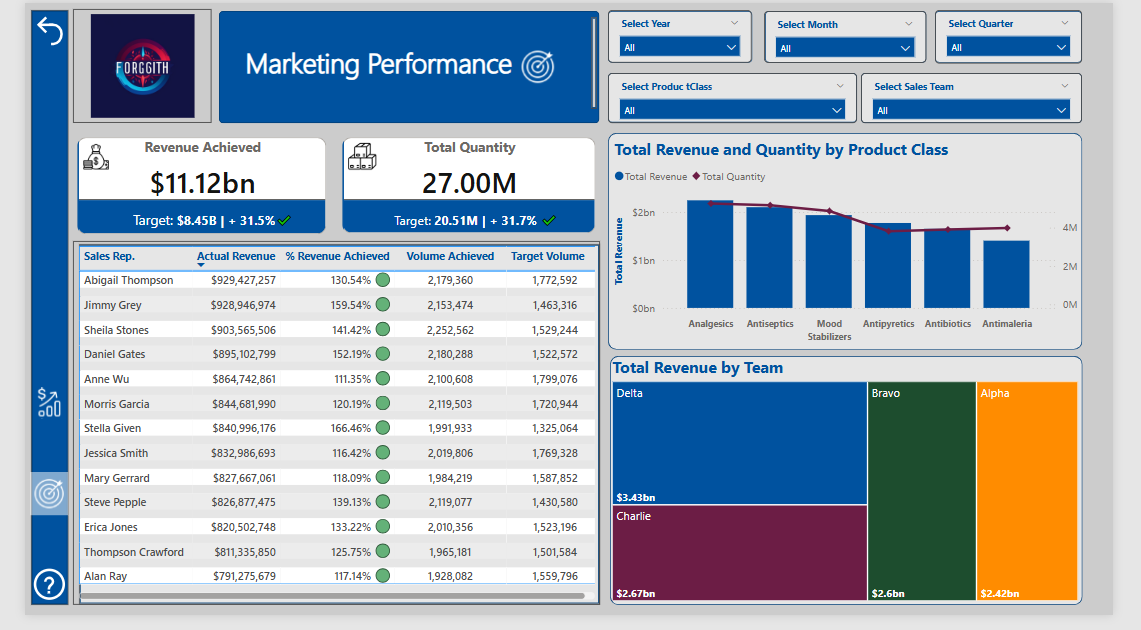 FORGGITH
Marketing Performance
Select Year
All
Select Month
All
Select Quarter
All
Select Produc tClass
All
Select Sales Team
All
Revenue Achieved
$11.12bn
Target: $8.45B | + 31.5%
Total Quantity
27.00M
Target: 20.51M | + 31.7%
Sales Rep. Actual Revenue % Revenue Achieved Volume Achieved Target Volume
Abigail Thompson $929,427,257 130.54% 2,179,360 1,772,592
Jimmy Grey $928,946,974 159.54% 2,153,474 1,463,316
Sheila Stones $903,565,506 141.42% 2,252,562 1,529,244
Daniel Gates $895,102,799 152.19% 2,180,288 1,522,572
Anne Wu $864,742,861 111.35% 2,100,608 1,799,076
Morris Garcia $844,681,990 120.19% 2,119,503 1,720,944
Stella Given $840,996,176 166.46% 1,991,933 1,325,064
Jessica Smith $832,986,693 116.42% 2,019,806 1,769,328
Mary Gerrard $827,667,061 118.09% 1,984,219 1,587,852
Steve Pepple $826,877,475 139.13% 2,119,077 1,430,580
Erica Jones $820,502,748 133.22% 2,010,356 1,523,196
Thompson Crawford $811,335,850 125.75% 1,965,181 1,501,584
Alan Ray $791,275,679 117.14% 1,928,082 1,559,796
Total Revenue and Quantity by Product Class
Total Revenue Total Quantity
Total Revenue
$2bn
$1bn
$0bn
4M
2M
0M
Analgesics Antiseptics Mood Stabilizers Antipyretics Antibiotics Antimaleria
Total Revenue by Team
Delta
$3.43bn
Charlie
$2.67bn
Bravo
$2.6bn
Alpha
$2.42bn
?